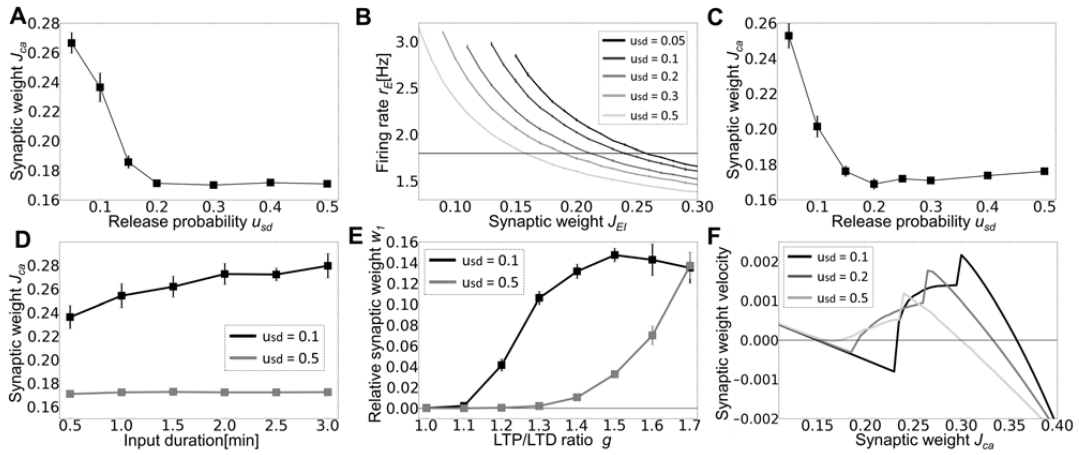 A
Synaptic weight Jca
0.28
0.26
0.24
0.22
0.20
0.18
0.16
0.1 0.2 0.3 0.4 0.5
Release probability usd
B
Firing rate rE[Hz]
3.0
2.5
2.0
1.5
usd = 0.05
usd = 0.1
usd = 0.2
usd = 0.3
usd = 0.5
0.10 0.15 0.20 0.25 0.30
Synaptic weight JEI
C
Synaptic weight Jca
0.26
0.24
0.22
0.20
0.18
0.16
0.1 0.2 0.3 0.4 0.5
Release probability usd
D
Synaptic weight Jca
0.28
0.26
0.24
0.22
0.20
0.18
0.16
usd = 0.1
usd = 0.5
0.5 1.0 1.5 2.0 2.5 3.0
Input duration[min]
E
Relative synaptic weight w1
0.16
0.14
0.12
0.10
0.08
0.06
0.04
0.02
0.00
usd = 0.1
usd = 0.5
1.0 1.1 1.2 1.3 1.4 1.5 1.6 1.7
LTP/LTD ratio g
F
Synaptic weight velocity
0.002
0.001
0.000
−0.001
−0.002
usd = 0.1
usd = 0.2
usd = 0.5
0.15 0.20 0.25 0.30 0.35 0.40
Synaptic weight Jca